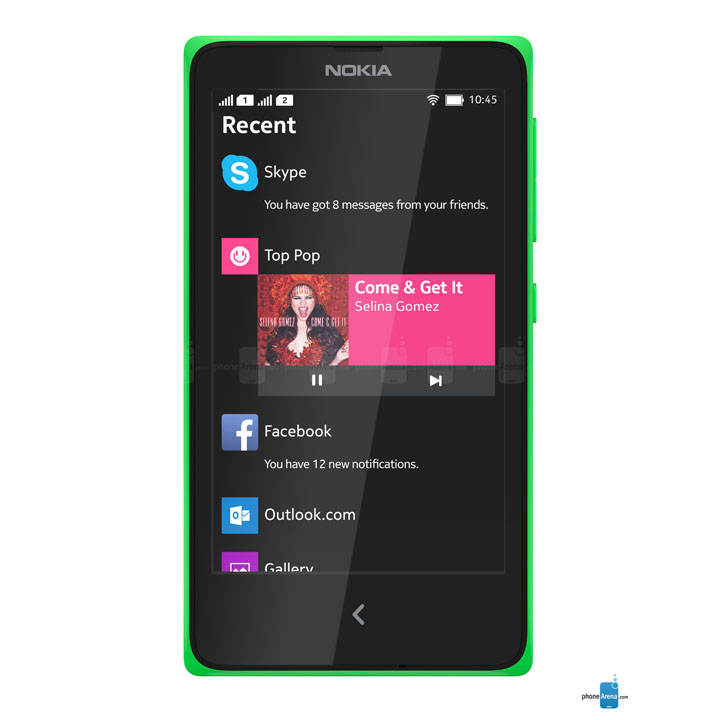 NOKIA
1 2 10:45
Recent
S Skype
You have got 8 messages from your friends.
Top Pop
Come & Get It
Selina Gomez
SELENA GOMEZ COME & GET IT
f Facebook
You have 12 new notifications.
Outlook.com
Gallery
phoneArena.com